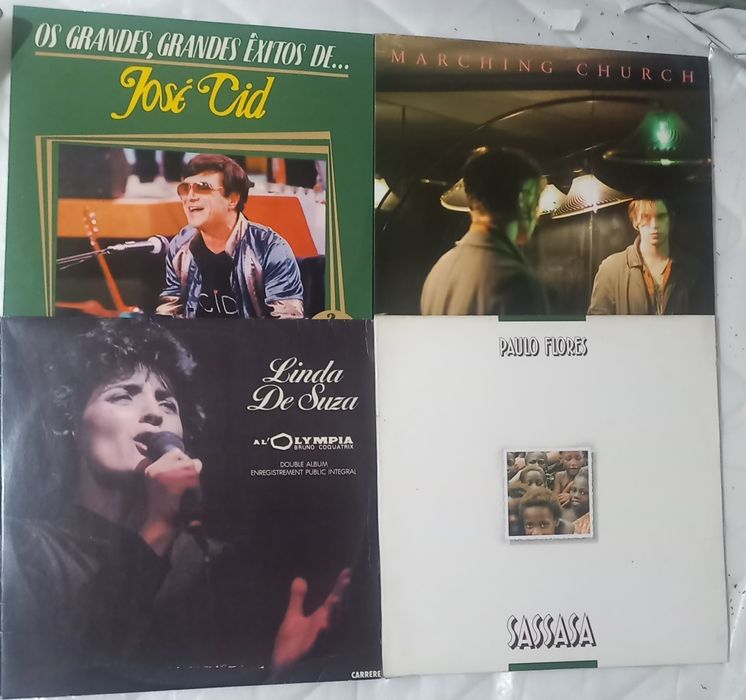 OS GRANDES, GRANDES ÊXITOS DE...
José Cid
CID
2
MARCHING CHURCH
Linda
De Suza
A L'OLYMPIA
BRUNO COQUATRIX
DOUBLE ALBUM
ENREGISTREMENT PUBLIC INTEGRAL
CARRERE
PAULO FLORES
SASSASA